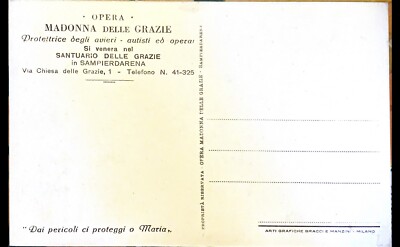 · OPERA ·
MADONNA DELLE GRAZIE
Protettrice degli avieri - autisti ed operai
Si venera nel
SANTUARIO DELLE GRAZIE
in SAMPIERDARENA
Via Chiesa delle Grazie, 1 - Telefono N. 41-325
"Dai pericoli ci proteggi o Maria„
PROPRIETÀ RISERVATA OPERA MADONNA DELLE GRAZIE - SAMPIERDARENA
ARTI GRAFICHE BRACCI E MANZINI - MILANO